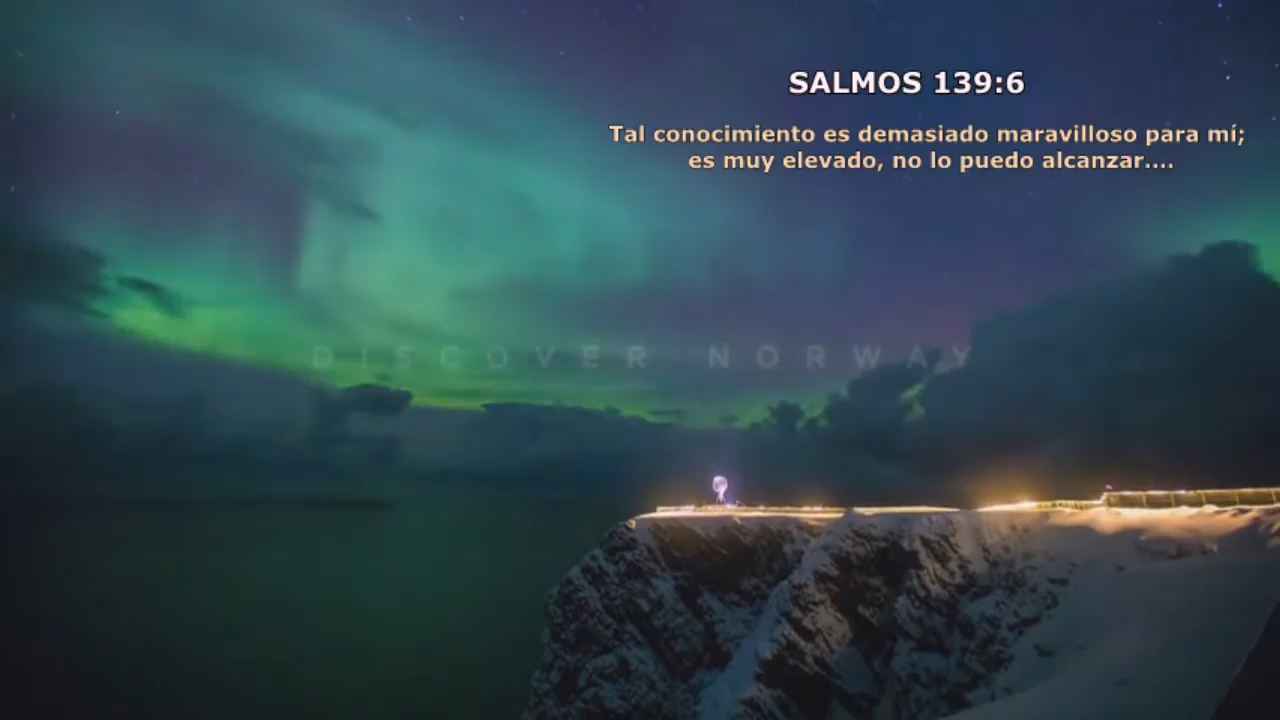 SALMOS 139:6
Tal conocimiento es demasiado maravilloso para mí;
es muy elevado, no lo puedo alcanzar....
DISCOVER NORWAY